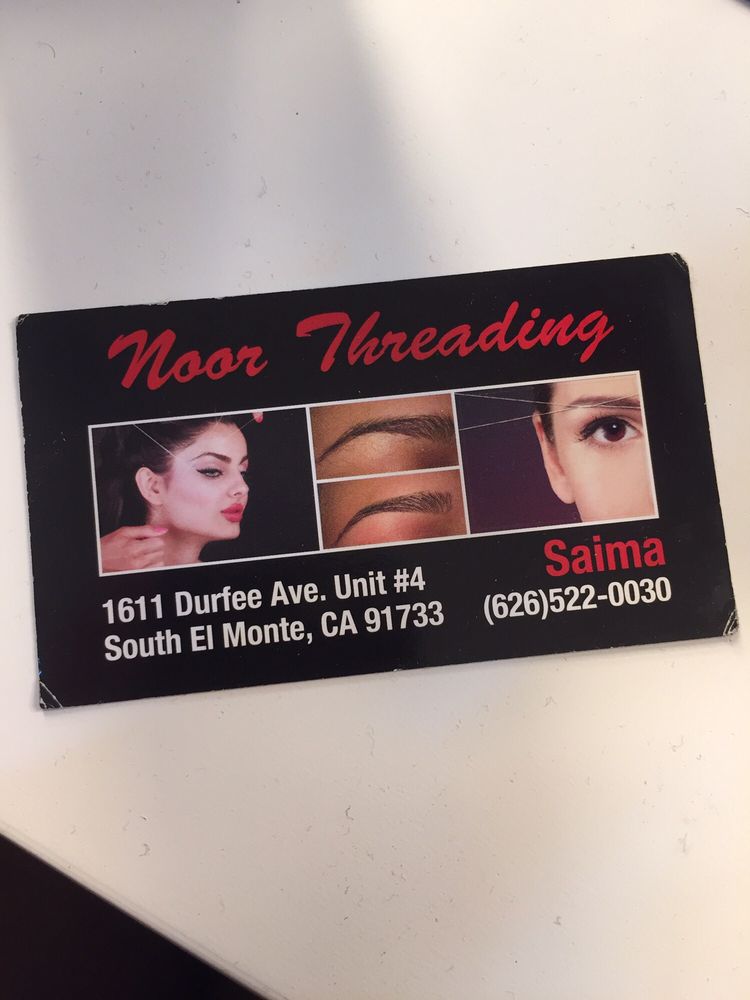 Noor Threading
1611 Durfee Ave. Unit #4
South El Monte, CA 91733
Saima
(626)522-0030